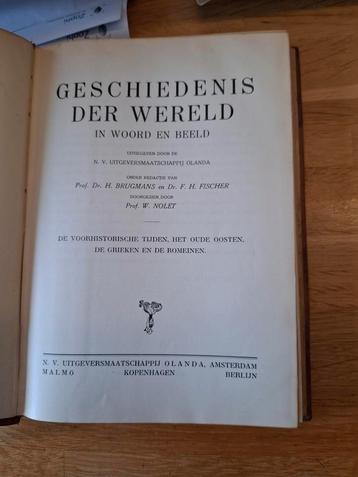 GESCHIEDENIS
DER WERELD
IN WOORD EN BEELD
UITGEGEVEN DOOR DE
N. V. UITGEVERSMAATSCHAPPIJ OLANDA
ONDER REDACTIE VAN
Prof. Dr. H. BRUGMANS en Dr. F. H. FISCHER
DOORGEZIEN DOOR
Prof. W. NOLET
DE VOORHISTORISCHE TIJDEN, HET OUDE OOSTEN,
DE GRIEKEN EN DE ROMEINEN.
N. V. UITGEVERSMAATSCHAPPIJ OLANDA, AMSTERDAM
MALMÖ KOPENHAGEN BERLIJN